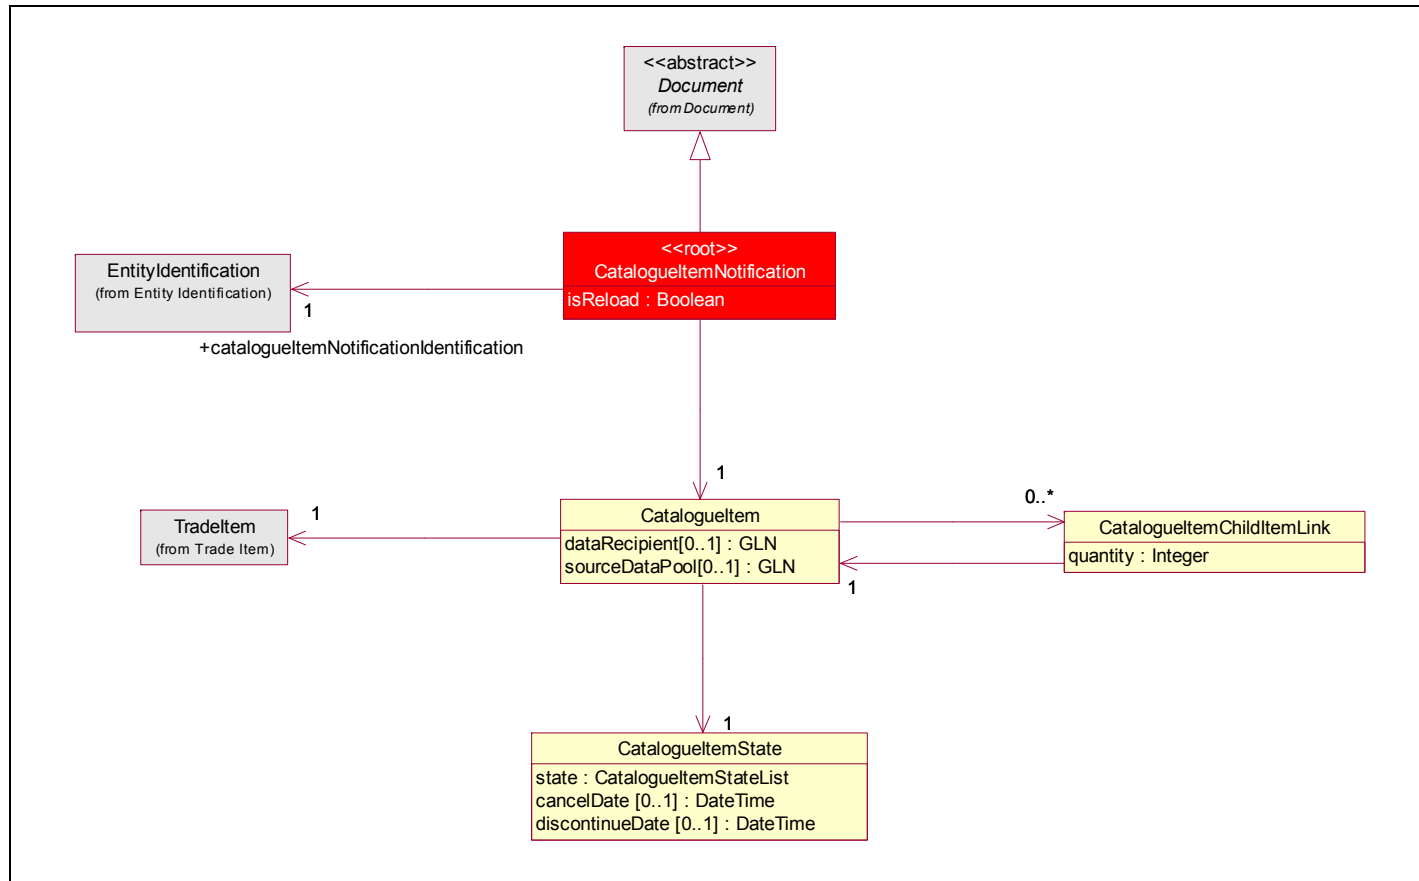 <<abstract>>
Document
(from Document)
<<root>>
CatalogueItemNotification
isReload : Boolean
EntityIdentification
(from Entity Identification)
1
+catalogueItemNotificationIdentification
1
0..*
CatalogueItem
dataRecipient[0..1] : GLN
sourceDataPool[0..1] : GLN
1
TradeItem
(from Trade Item)
CatalogueItemChildItemLink
quantity : Integer
1
1
CatalogueItemState
state : CatalogueItemStateList
cancelDate [0..1] : DateTime
discontinueDate [0..1] : DateTime